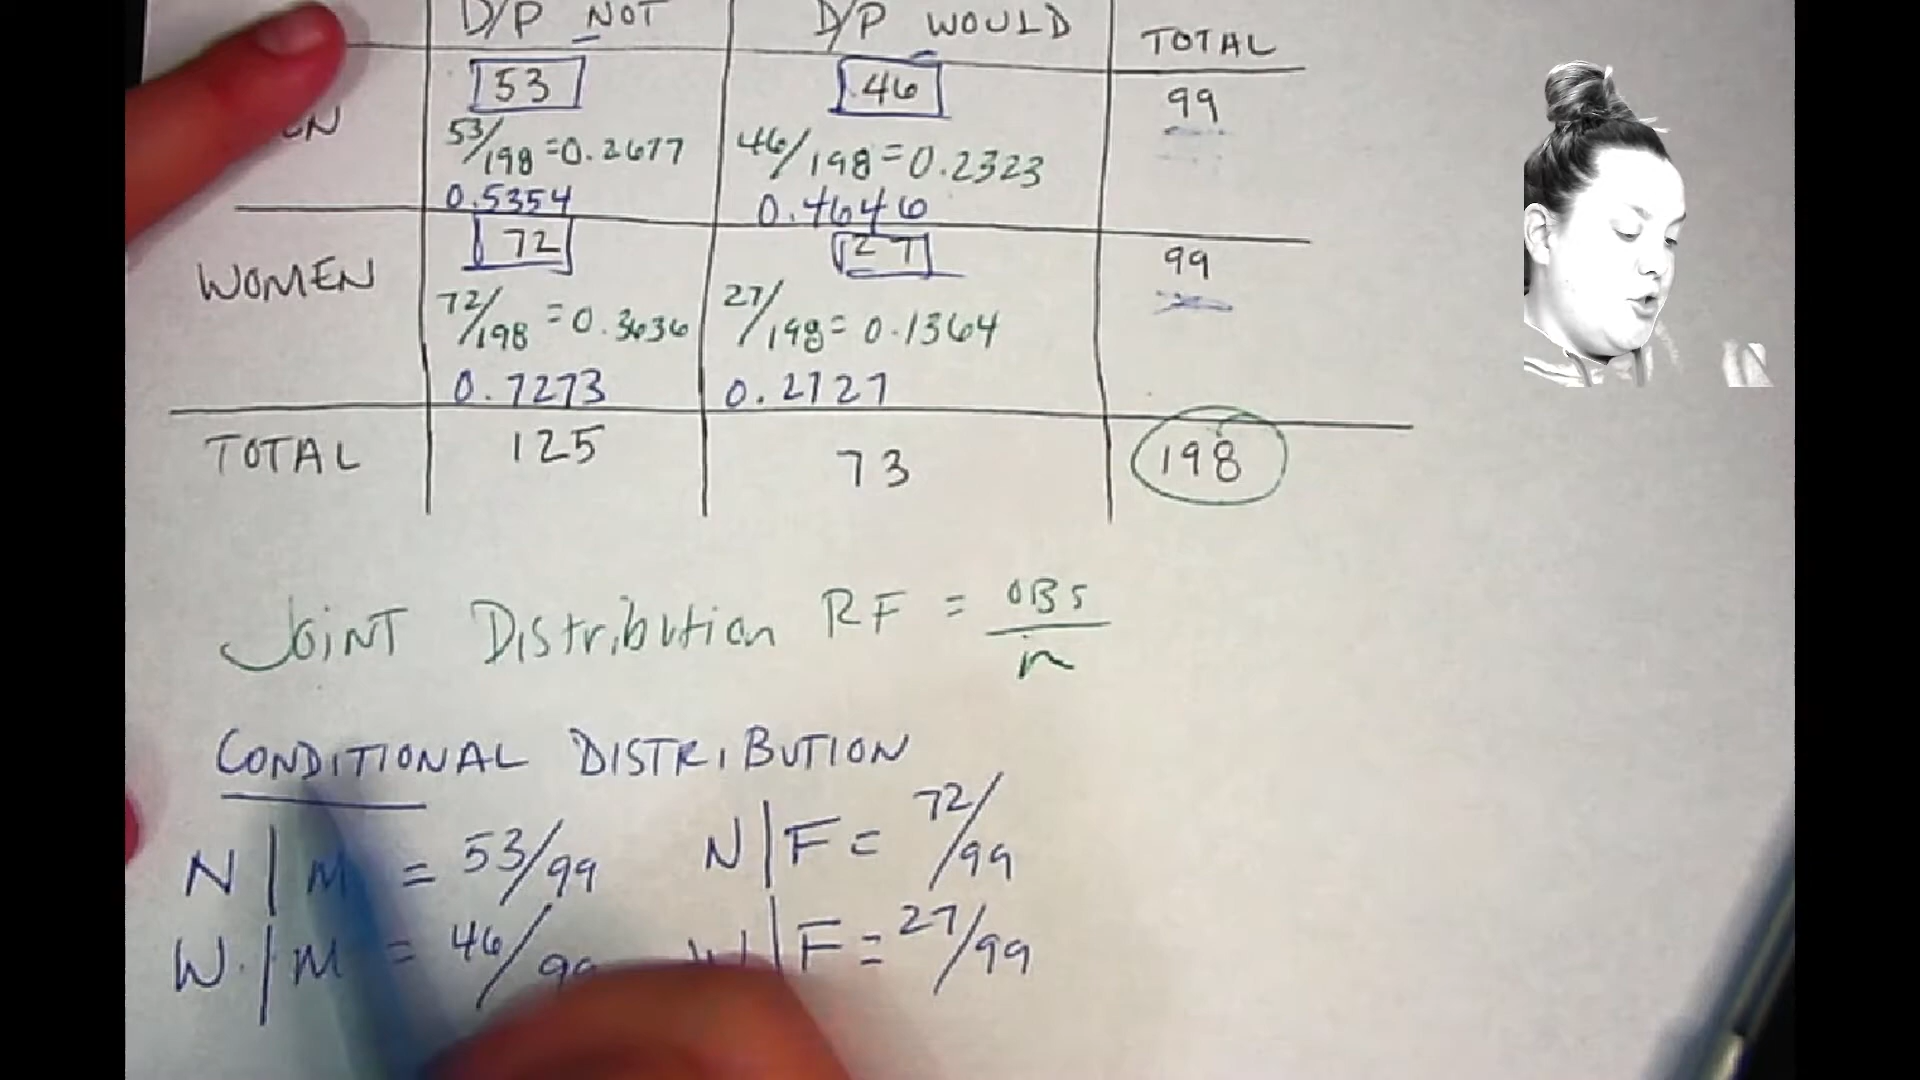 D/P NOT D/P WOULD TOTAL
53 46 99
53/198 = 0.2677 46/198 = 0.2323
0.5354 0.4646
WOMEN 72 27 99
72/198 = 0.3636 27/198 = 0.1364
0.7273 0.2727
TOTAL 125 73 198
JOINT Distribution RF = OBS/n
CONDITIONAL DISTRIBUTION
N | M = 53/99 N | F = 72/99
W | M = 46/99 W | F = 27/99